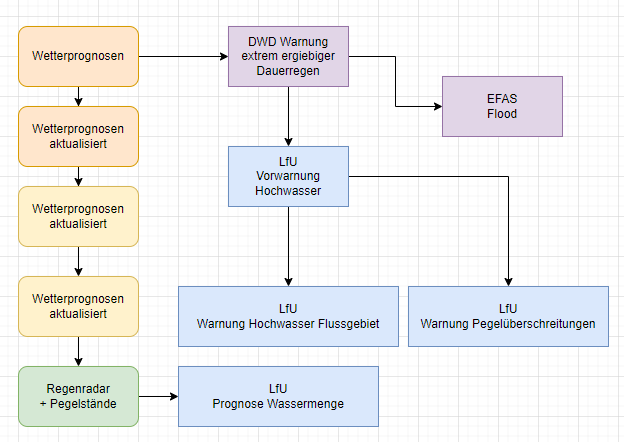 Wetterprognosen
DWD Warnung
extrem ergiebiger
Dauerregen
EFAS
Flood
Wetterprognosen
aktualisiert
LfU
Vorwarnung
Hochwasser
Wetterprognosen
aktualisiert
Wetterprognosen
aktualisiert
LfU
Warnung Hochwasser Flussgebiet
LfU
Warnung Pegelüberschreitungen
Regenradar
+ Pegelstände
LfU
Prognose Wassermenge